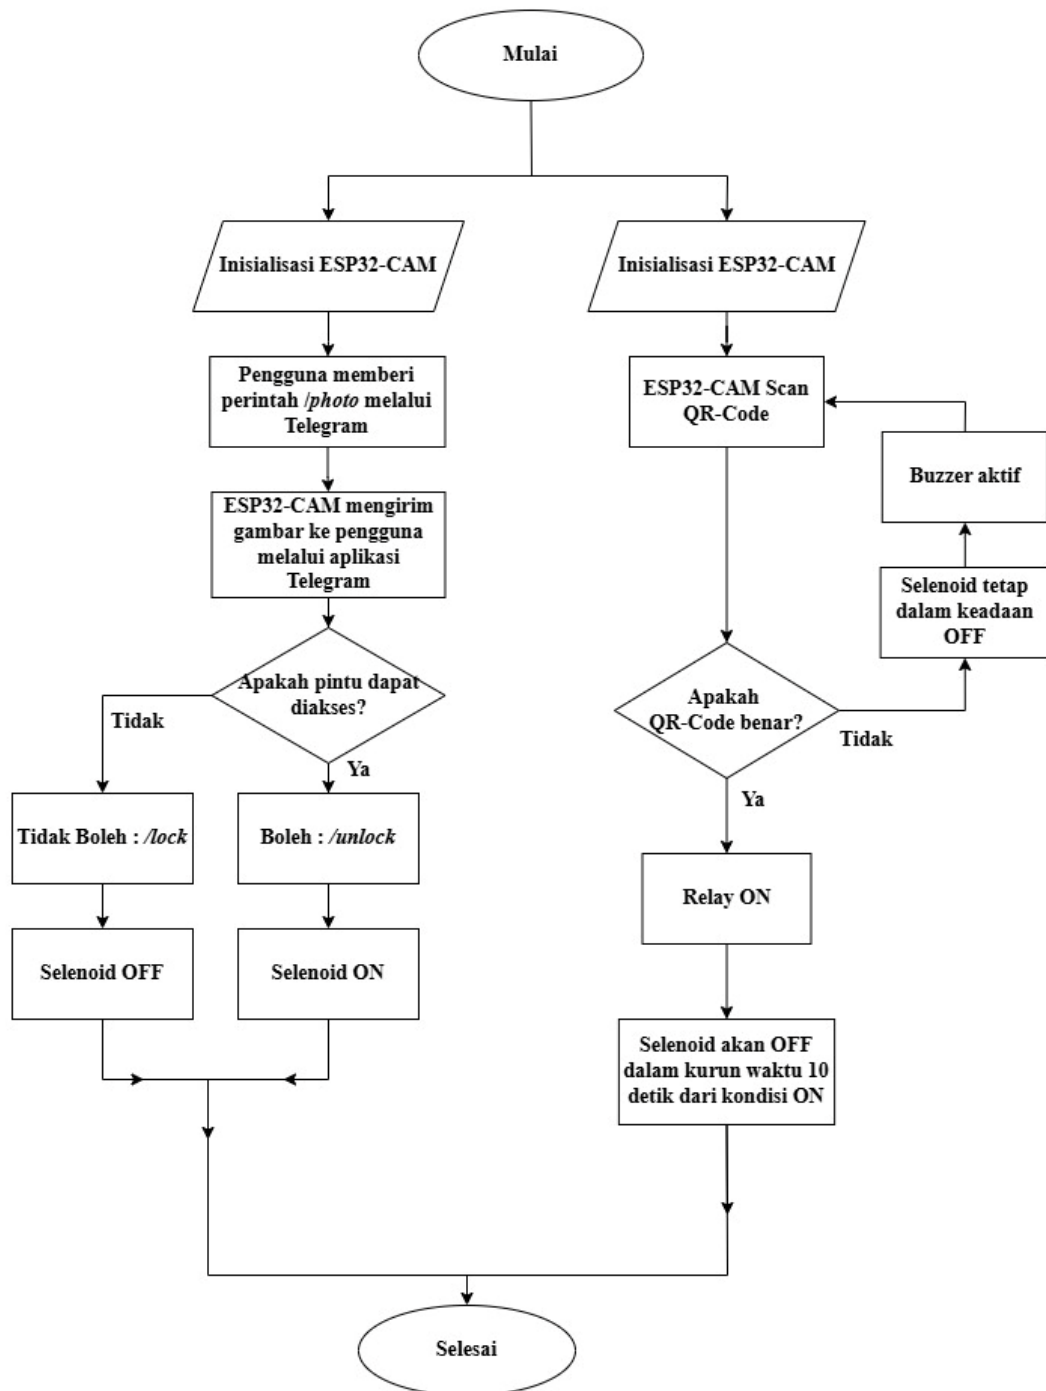 Mulai
Inisialisasi ESP32-CAM
Inisialisasi ESP32-CAM
Pengguna memberi
perintah /photo melalui
Telegram
ESP32-CAM Scan
QR-Code
Buzzer aktif
ESP32-CAM mengirim
gambar ke pengguna
melalui aplikasi
Telegram
Selenoid tetap
dalam keadaan
OFF
Apakah pintu dapat
diakses?
Tidak
Ya
Apakah
QR-Code benar?
Tidak
Ya
Tidak Boleh : /lock
Boleh : /unlock
Relay ON
Selenoid OFF
Selenoid ON
Selenoid akan OFF
dalam kurun waktu 10
detik dari kondisi ON
Selesai